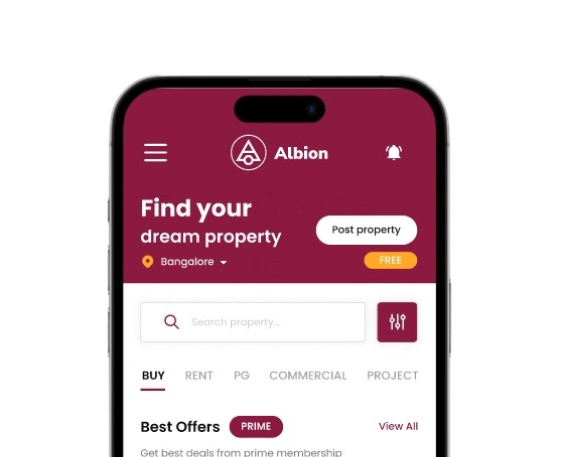 Albion
Find your
dream property
Post property
Bangalore
FREE
Search property...
BUY RENT PG COMMERCIAL PROJECT
Best Offers PRIME View All
Get best deals from prime membership